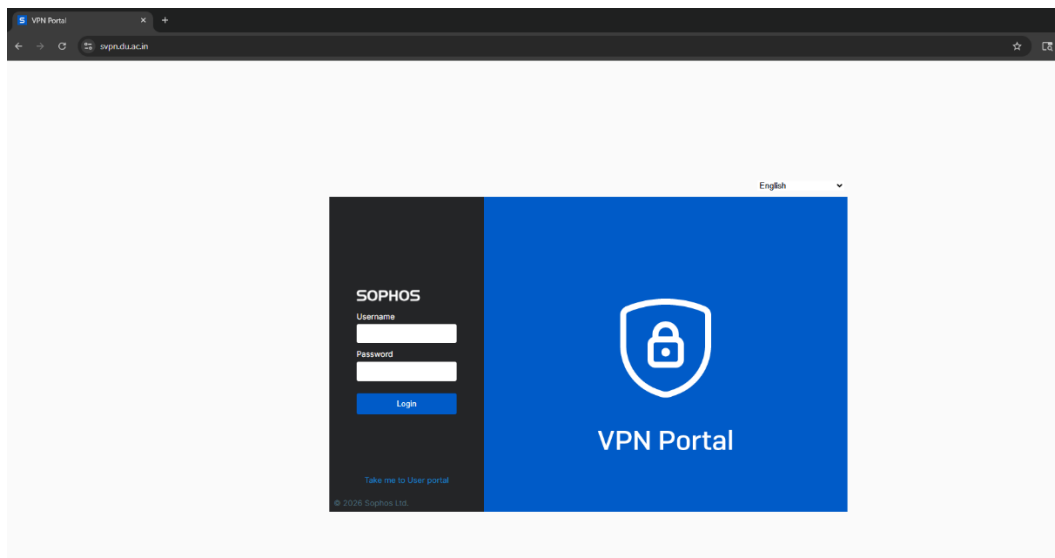 S VPN Portal
svpn.du.ac.in
English
SOPHOS
Username
Password
Login
VPN Portal
Take me to User portal
© 2026 Sophos Ltd.